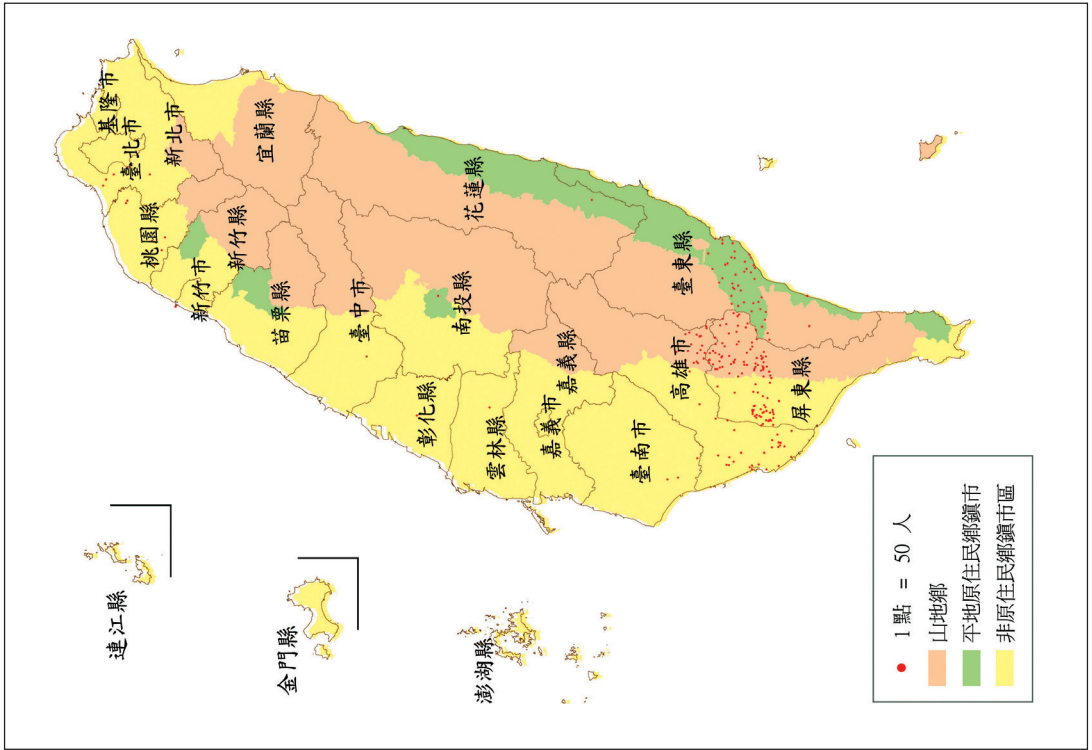 基隆市
臺北市
新北市
桃園縣
新竹市
新竹縣
宜蘭縣
苗栗縣
臺中市
南投縣
花蓮縣
彰化縣
雲林縣
嘉義市
嘉義縣
臺南市
高雄市
臺東縣
屏東縣
連江縣
金門縣
澎湖縣
1 點 = 50 人
山地鄉
平地原住民鄉鎮市
非原住民鄉鎮市區